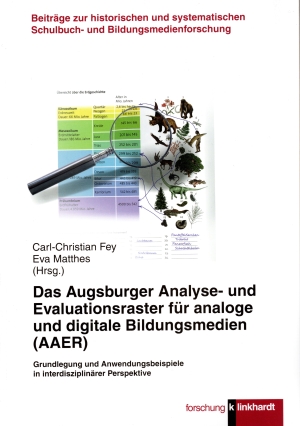 Beiträge zur historischen und systematischen
Schulbuch- und Bildungsmedienforschung
Carl-Christian Fey
Eva Matthes
(Hrsg.)
Das Augsburger Analyse- und
Evaluationsraster für analoge
und digitale Bildungsmedien
(AAER)
Grundlegung und Anwendungsbeispiele
in interdisziplinärer Perspektive
forschung k linkhardt